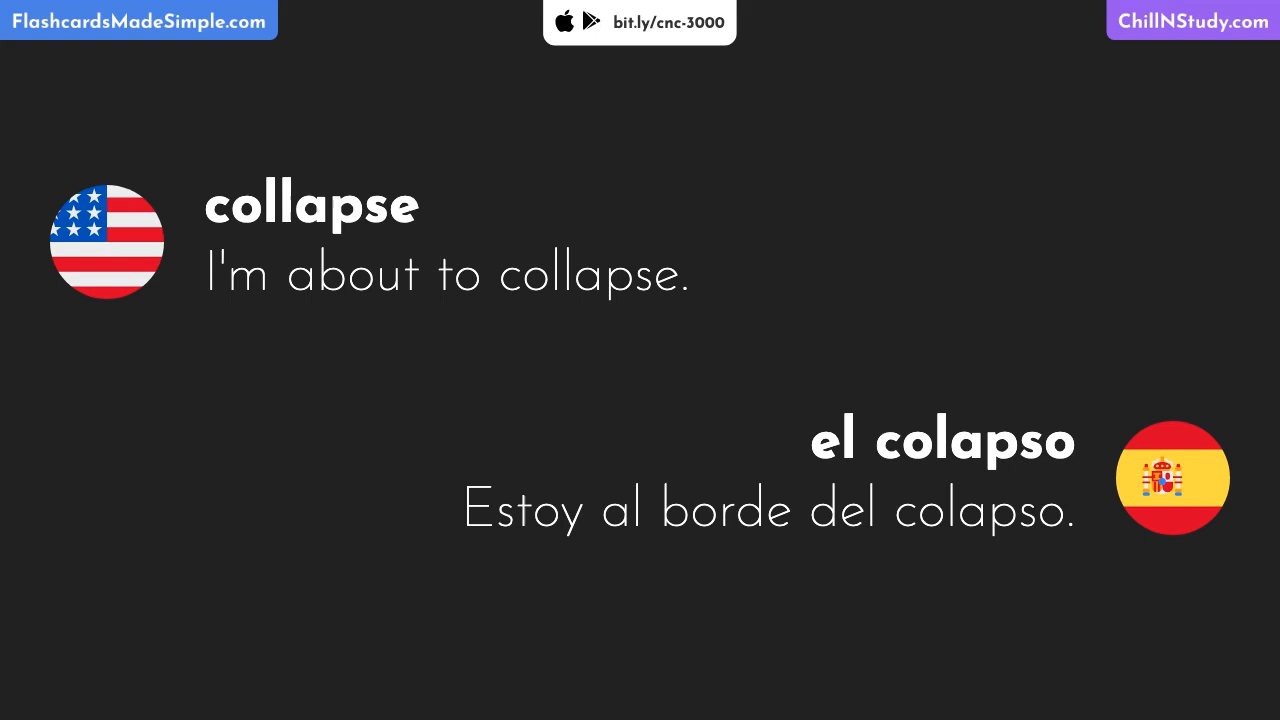 FlashcardsMadeSimple.com
bit.ly/cnc-3000
ChillNStudy.com
collapse
I'm about to collapse.
el colapso
Estoy al borde del colapso.